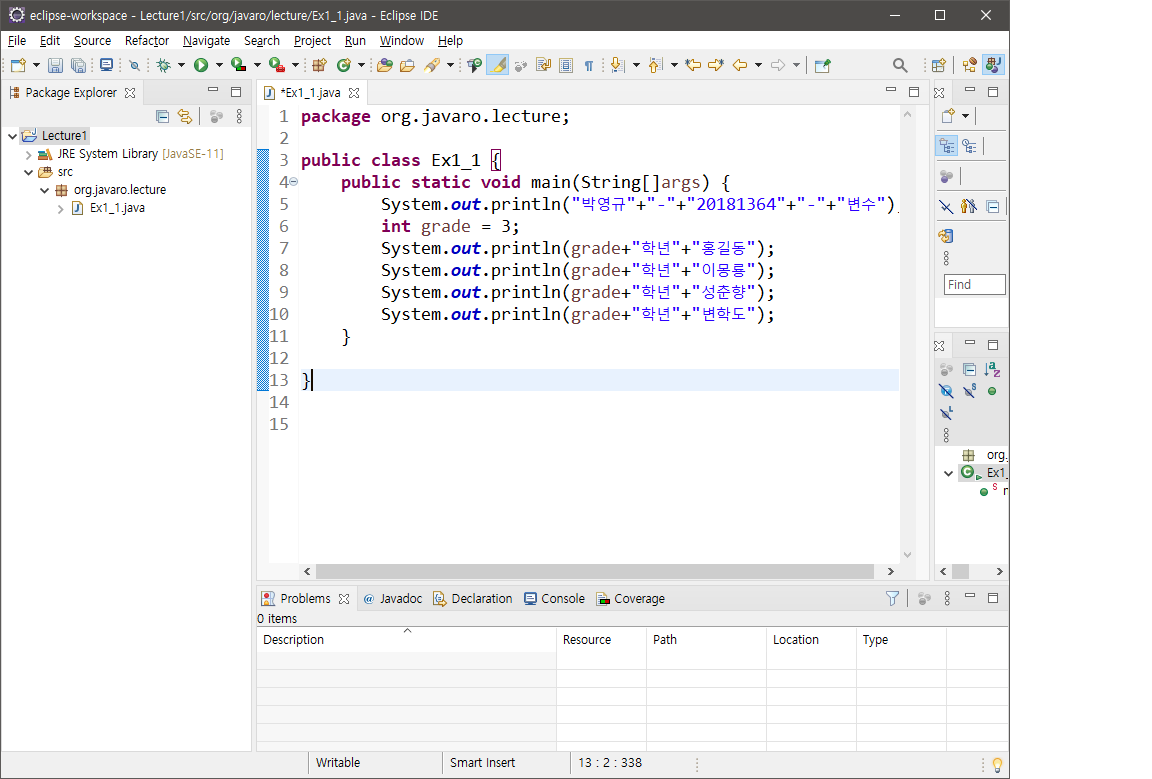 eclipse-workspace - Lecture1/src/org/javaro/lecture/Ex1_1.java - Eclipse IDE
File Edit Source Refactor Navigate Search Project Run Window Help
Package Explorer
Lecture1
JRE System Library [JavaSE-11]
src
org.javaro.lecture
Ex1_1.java
*Ex1_1.java
1 package org.javaro.lecture;
2
3 public class Ex1_1 {
4 public static void main(String[]args) {
5 System.out.println("박영규"+"-"+"20181364"+"-"+"변수")
6 int grade = 3;
7 System.out.println(grade+"학년"+"홍길동");
8 System.out.println(grade+"학년"+"이몽룡");
9 System.out.println(grade+"학년"+"성춘향");
10 System.out.println(grade+"학년"+"변학도");
11 }
12
13 }
14
15
Find
org.
Ex1_
Problems @ Javadoc Declaration Console Coverage
0 items
Description Resource Path Location Type
Writable Smart Insert 13 : 2 : 338